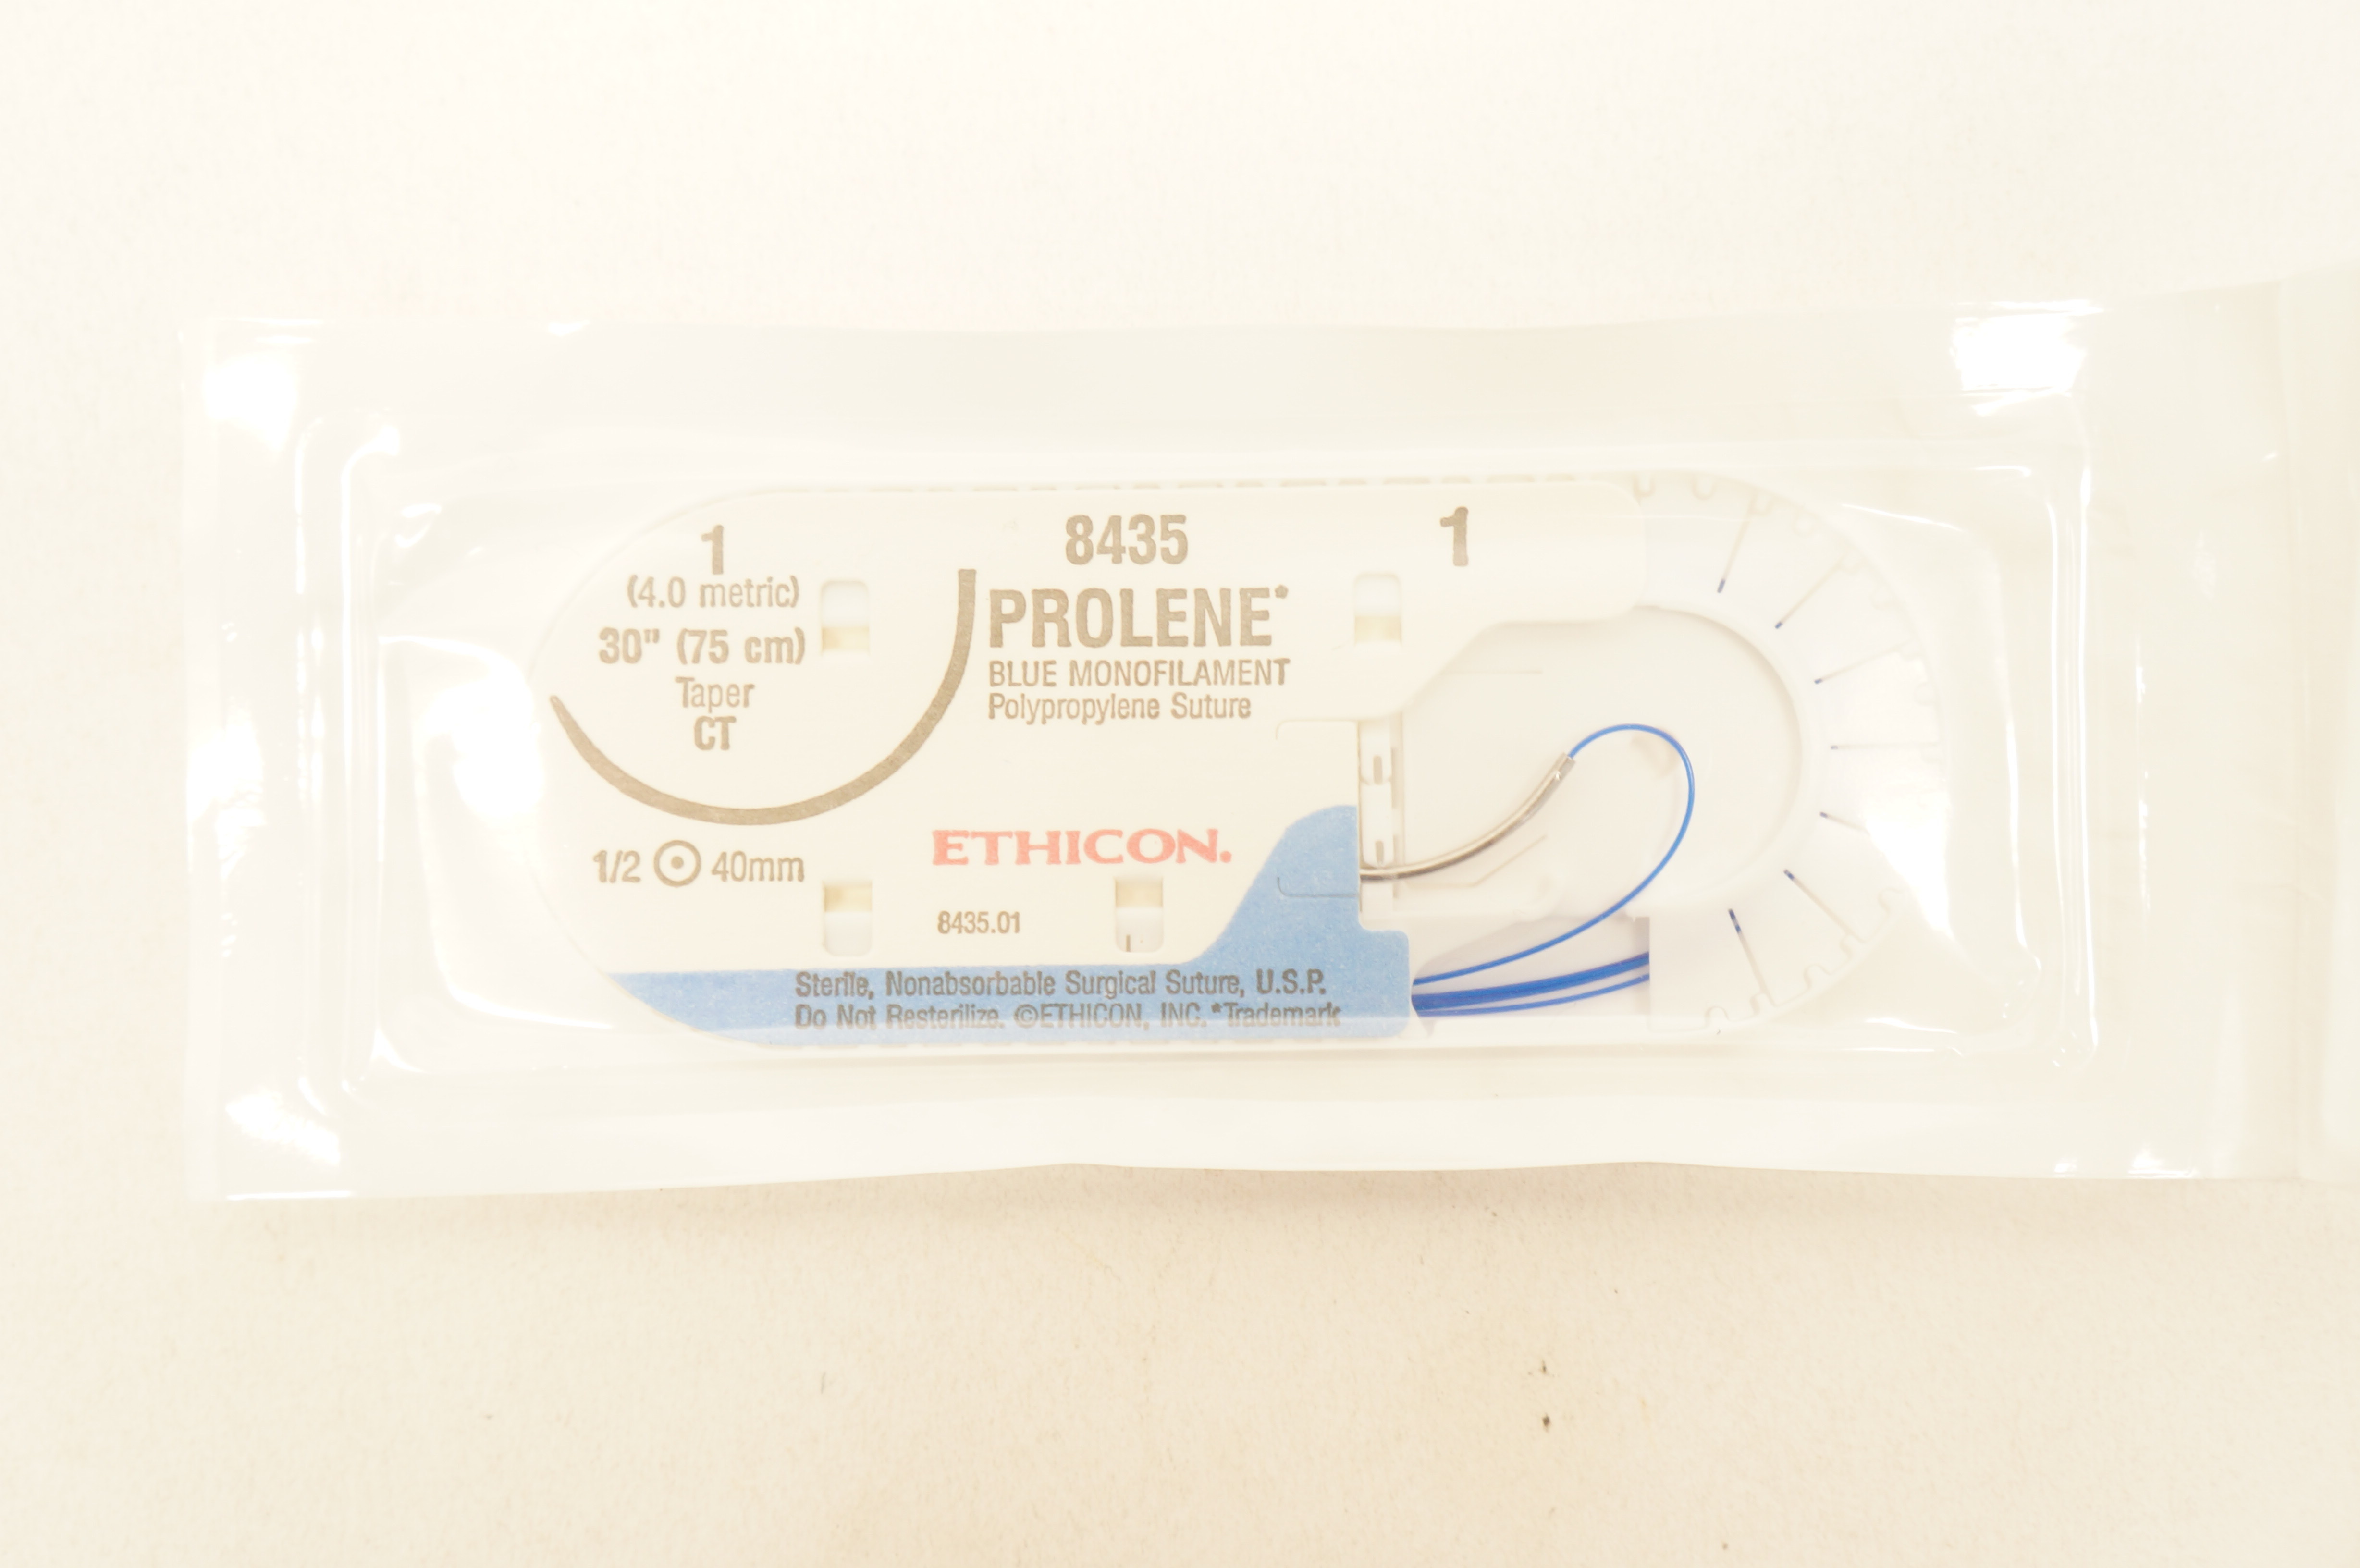 1
(4.0 metric)
30" (75 cm)
Taper
CT
1/2 40mm
8435
PROLENE*
BLUE MONOFILAMENT
Polypropylene Suture
1
ETHICON.
8435.01
Sterile, Nonabsorbable Surgical Suture, U.S.P.
Do Not Resterilize. ©ETHICON, INC. *Trademark